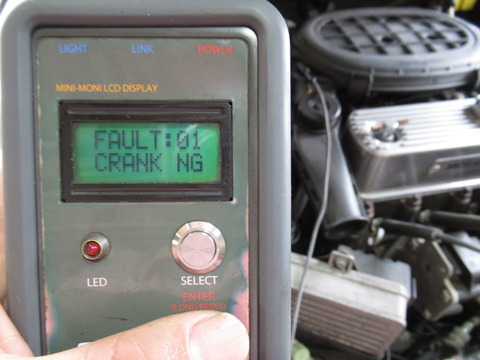 LIGHT LINK POWER
MINI-MONI LCD DISPLAY
FAULT:01
CRANK NG
LED SELECT
ENTER
(LONG PRESS)